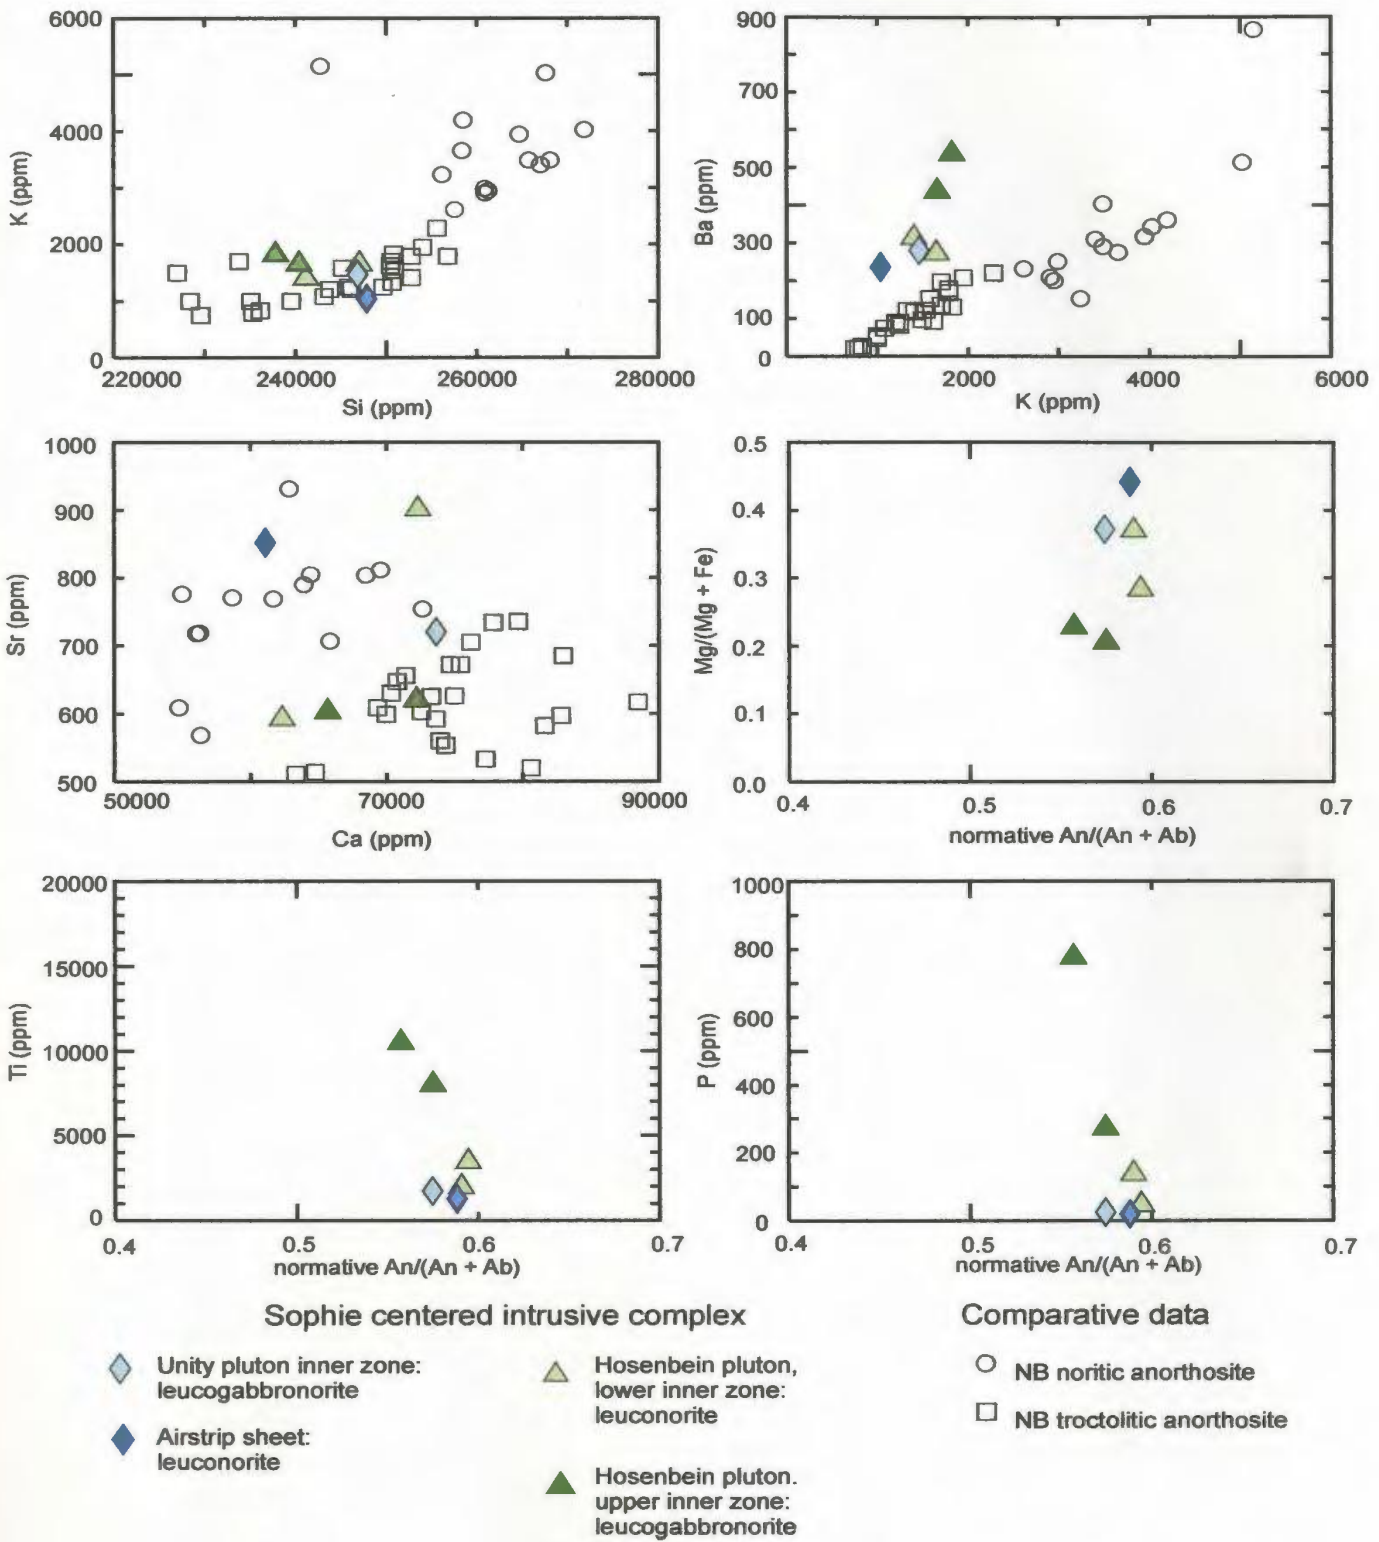 6000
4000
2000
0
K (ppm)
220000
240000
260000
280000
Si (ppm)
900
700
500
300
100
0
Ba (ppm)
2000
4000
6000
K (ppm)
1000
900
800
700
600
500
Sr (ppm)
50000
70000
90000
Ca (ppm)
0.5
0.4
0.3
0.2
0.1
0.0
Mg/(Mg + Fe)
0.4
0.5
0.6
0.7
normative An/(An + Ab)
20000
15000
10000
5000
0
Ti (ppm)
0.4
0.5
0.6
0.7
normative An/(An + Ab)
1000
800
600
400
200
0
P (ppm)
0.4
0.5
0.6
0.7
normative An/(An + Ab)
Sophie centered intrusive complex
Unity pluton inner zone:
leucogabbronorite
Airstrip sheet:
leuconorite
Hosenbein pluton,
lower inner zone:
leuconorite
Hosenbein pluton.
upper inner zone:
leucogabbronorite
Comparative data
NB noritic anorthosite
NB troctolitic anorthosite